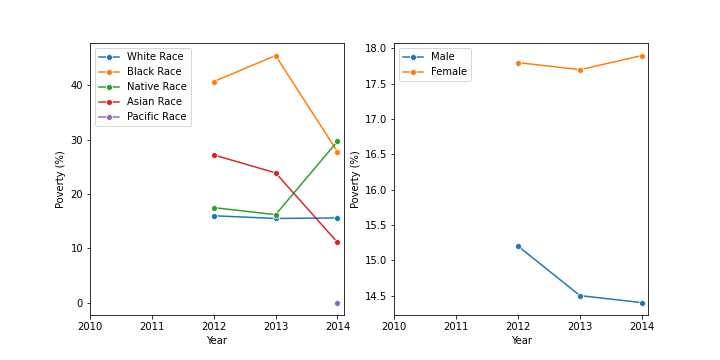 White Race
Black Race
Native Race
Asian Race
Pacific Race
Poverty (%)
40
30
20
10
0
2010 2011 2012 2013 2014
Year
Male
Female
Poverty (%)
18.0
17.5
17.0
16.5
16.0
15.5
15.0
14.5
2010 2011 2012 2013 2014
Year